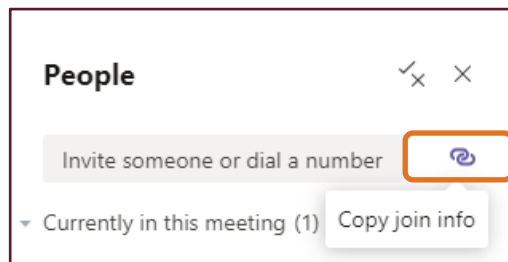 People
Invite someone or dial a number
Currently in this meeting (1)
Copy join info